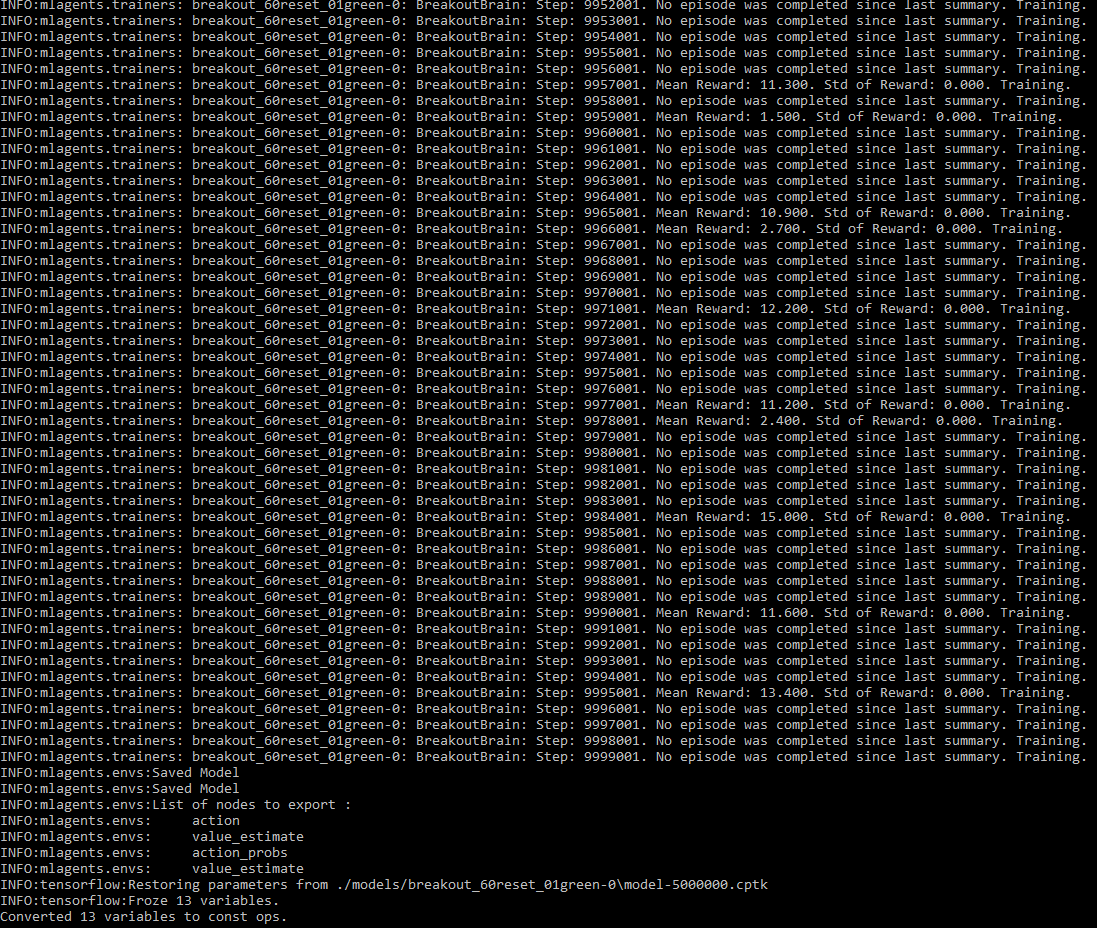 INFO:mlagents.trainers: breakout_60reset_01green-0: BreakoutBrain: Step: 9952001. No episode was completed since last summary. Training.
INFO:mlagents.trainers: breakout_60reset_01green-0: BreakoutBrain: Step: 9953001. No episode was completed since last summary. Training.
INFO:mlagents.trainers: breakout_60reset_01green-0: BreakoutBrain: Step: 9954001. No episode was completed since last summary. Training.
INFO:mlagents.trainers: breakout_60reset_01green-0: BreakoutBrain: Step: 9955001. No episode was completed since last summary. Training.
INFO:mlagents.trainers: breakout_60reset_01green-0: BreakoutBrain: Step: 9956001. No episode was completed since last summary. Training.
INFO:mlagents.trainers: breakout_60reset_01green-0: BreakoutBrain: Step: 9957001. Mean Reward: 11.300. Std of Reward: 0.000. Training.
INFO:mlagents.trainers: breakout_60reset_01green-0: BreakoutBrain: Step: 9958001. No episode was completed since last summary. Training.
INFO:mlagents.trainers: breakout_60reset_01green-0: BreakoutBrain: Step: 9959001. Mean Reward: 1.500. Std of Reward: 0.000. Training.
INFO:mlagents.trainers: breakout_60reset_01green-0: BreakoutBrain: Step: 9960001. No episode was completed since last summary. Training.
INFO:mlagents.trainers: breakout_60reset_01green-0: BreakoutBrain: Step: 9961001. No episode was completed since last summary. Training.
INFO:mlagents.trainers: breakout_60reset_01green-0: BreakoutBrain: Step: 9962001. No episode was completed since last summary. Training.
INFO:mlagents.trainers: breakout_60reset_01green-0: BreakoutBrain: Step: 9963001. No episode was completed since last summary. Training.
INFO:mlagents.trainers: breakout_60reset_01green-0: BreakoutBrain: Step: 9964001. No episode was completed since last summary. Training.
INFO:mlagents.trainers: breakout_60reset_01green-0: BreakoutBrain: Step: 9965001. Mean Reward: 10.900. Std of Reward: 0.000. Training.
INFO:mlagents.trainers: breakout_60reset_01green-0: BreakoutBrain: Step: 9966001. Mean Reward: 2.700. Std of Reward: 0.000. Training.
INFO:mlagents.trainers: breakout_60reset_01green-0: BreakoutBrain: Step: 9967001. No episode was completed since last summary. Training.
INFO:mlagents.trainers: breakout_60reset_01green-0: BreakoutBrain: Step: 9968001. No episode was completed since last summary. Training.
INFO:mlagents.trainers: breakout_60reset_01green-0: BreakoutBrain: Step: 9969001. No episode was completed since last summary. Training.
INFO:mlagents.trainers: breakout_60reset_01green-0: BreakoutBrain: Step: 9970001. No episode was completed since last summary. Training.
INFO:mlagents.trainers: breakout_60reset_01green-0: BreakoutBrain: Step: 9971001. Mean Reward: 12.200. Std of Reward: 0.000. Training.
INFO:mlagents.trainers: breakout_60reset_01green-0: BreakoutBrain: Step: 9972001. No episode was completed since last summary. Training.
INFO:mlagents.trainers: breakout_60reset_01green-0: BreakoutBrain: Step: 9973001. No episode was completed since last summary. Training.
INFO:mlagents.trainers: breakout_60reset_01green-0: BreakoutBrain: Step: 9974001. No episode was completed since last summary. Training.
INFO:mlagents.trainers: breakout_60reset_01green-0: BreakoutBrain: Step: 9975001. No episode was completed since last summary. Training.
INFO:mlagents.trainers: breakout_60reset_01green-0: BreakoutBrain: Step: 9976001. No episode was completed since last summary. Training.
INFO:mlagents.trainers: breakout_60reset_01green-0: BreakoutBrain: Step: 9977001. Mean Reward: 11.200. Std of Reward: 0.000. Training.
INFO:mlagents.trainers: breakout_60reset_01green-0: BreakoutBrain: Step: 9978001. Mean Reward: 2.400. Std of Reward: 0.000. Training.
INFO:mlagents.trainers: breakout_60reset_01green-0: BreakoutBrain: Step: 9979001. No episode was completed since last summary. Training.
INFO:mlagents.trainers: breakout_60reset_01green-0: BreakoutBrain: Step: 9980001. No episode was completed since last summary. Training.
INFO:mlagents.trainers: breakout_60reset_01green-0: BreakoutBrain: Step: 9981001. No episode was completed since last summary. Training.
INFO:mlagents.trainers: breakout_60reset_01green-0: BreakoutBrain: Step: 9982001. No episode was completed since last summary. Training.
INFO:mlagents.trainers: breakout_60reset_01green-0: BreakoutBrain: Step: 9983001. No episode was completed since last summary. Training.
INFO:mlagents.trainers: breakout_60reset_01green-0: BreakoutBrain: Step: 9984001. Mean Reward: 15.000. Std of Reward: 0.000. Training.
INFO:mlagents.trainers: breakout_60reset_01green-0: BreakoutBrain: Step: 9985001. No episode was completed since last summary. Training.
INFO:mlagents.trainers: breakout_60reset_01green-0: BreakoutBrain: Step: 9986001. No episode was completed since last summary. Training.
INFO:mlagents.trainers: breakout_60reset_01green-0: BreakoutBrain: Step: 9987001. No episode was completed since last summary. Training.
INFO:mlagents.trainers: breakout_60reset_01green-0: BreakoutBrain: Step: 9988001. No episode was completed since last summary. Training.
INFO:mlagents.trainers: breakout_60reset_01green-0: BreakoutBrain: Step: 9989001. No episode was completed since last summary. Training.
INFO:mlagents.trainers: breakout_60reset_01green-0: BreakoutBrain: Step: 9990001. Mean Reward: 11.600. Std of Reward: 0.000. Training.
INFO:mlagents.trainers: breakout_60reset_01green-0: BreakoutBrain: Step: 9991001. No episode was completed since last summary. Training.
INFO:mlagents.trainers: breakout_60reset_01green-0: BreakoutBrain: Step: 9992001. No episode was completed since last summary. Training.
INFO:mlagents.trainers: breakout_60reset_01green-0: BreakoutBrain: Step: 9993001. No episode was completed since last summary. Training.
INFO:mlagents.trainers: breakout_60reset_01green-0: BreakoutBrain: Step: 9994001. No episode was completed since last summary. Training.
INFO:mlagents.trainers: breakout_60reset_01green-0: BreakoutBrain: Step: 9995001. Mean Reward: 13.400. Std of Reward: 0.000. Training.
INFO:mlagents.trainers: breakout_60reset_01green-0: BreakoutBrain: Step: 9996001. No episode was completed since last summary. Training.
INFO:mlagents.trainers: breakout_60reset_01green-0: BreakoutBrain: Step: 9997001. No episode was completed since last summary. Training.
INFO:mlagents.trainers: breakout_60reset_01green-0: BreakoutBrain: Step: 9998001. No episode was completed since last summary. Training.
INFO:mlagents.trainers: breakout_60reset_01green-0: BreakoutBrain: Step: 9999001. No episode was completed since last summary. Training.
INFO:mlagents.envs:Saved Model
INFO:mlagents.envs:Saved Model
INFO:mlagents.envs:List of nodes to export :
INFO:mlagents.envs:     action
INFO:mlagents.envs:     value_estimate
INFO:mlagents.envs:     action_probs
INFO:mlagents.envs:     value_estimate
INFO:tensorflow:Restoring parameters from ./models/breakout_60reset_01green-0\model-5000000.cptk
INFO:tensorflow:Froze 13 variables.
Converted 13 variables to const ops.